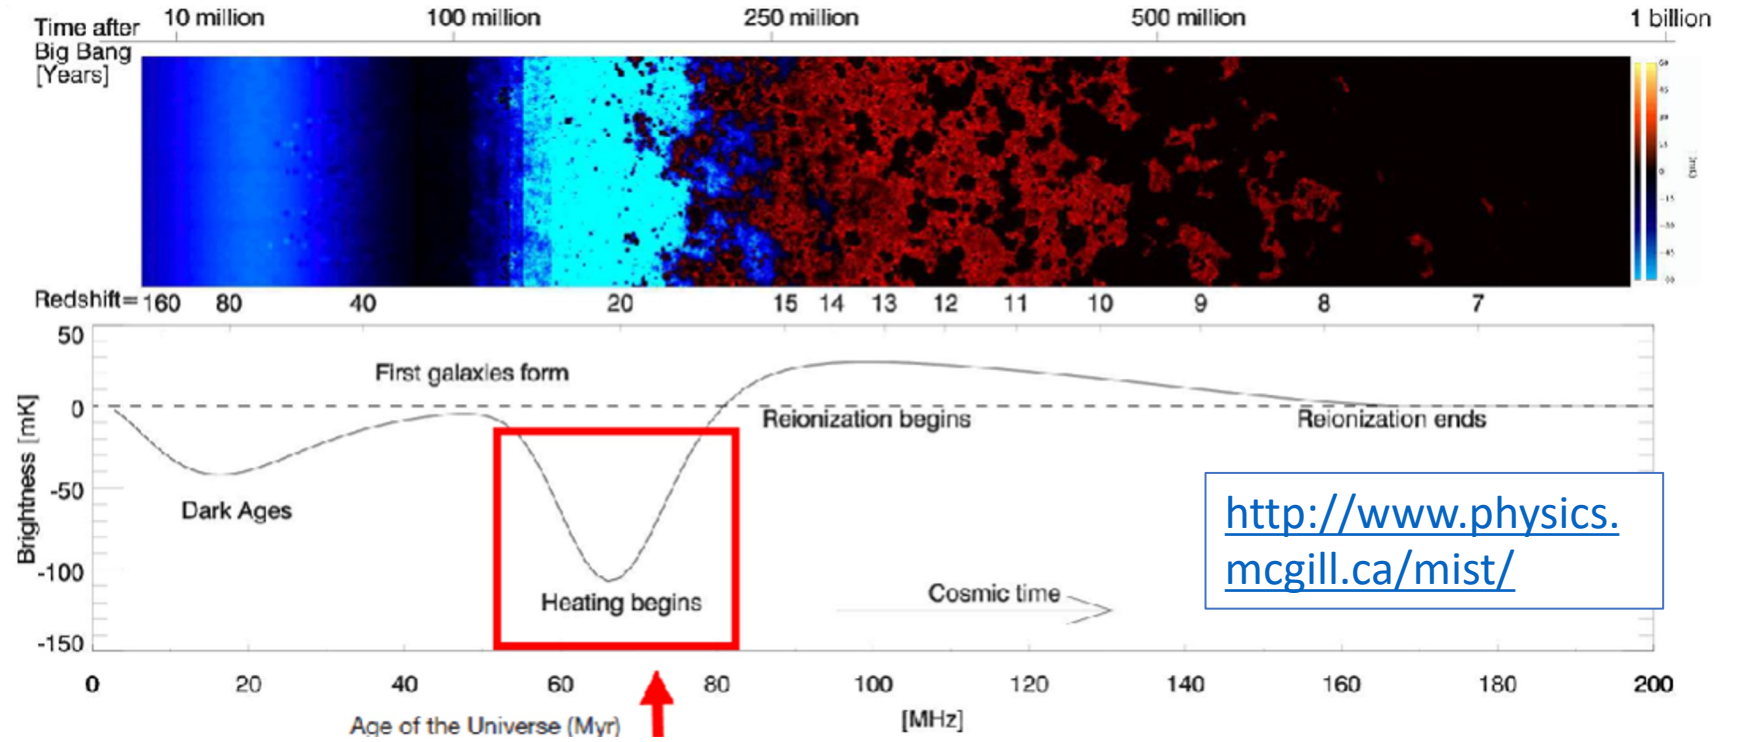 Time after
Big Bang
[Years]
10 million 100 million 250 million 500 million 1 billion
Redshift= 160 80 40 20 15 14 13 12 11 10 9 8 7
Brightness [mK]
50
0
-50
-100
-150
First galaxies form
Reionization begins
Reionization ends
Dark Ages
http://www.physics.
mcgill.ca/mist/
Heating begins
Cosmic time
0 20 40 60 80 100 120 140 160 180 200
Age of the Universe (Myr)
[MHz]